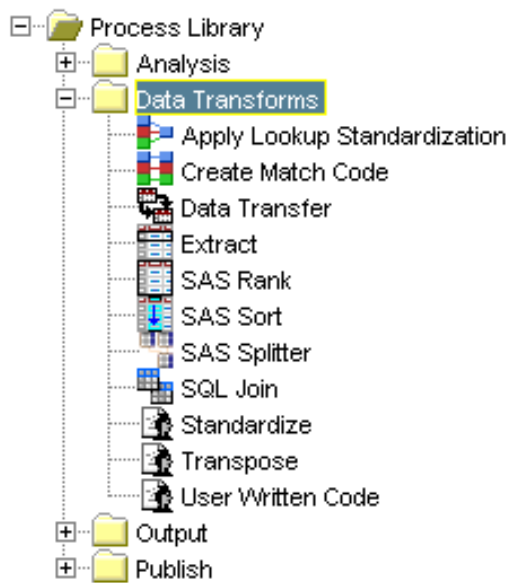 Process Library
Analysis
Data Transforms
Apply Lookup Standardization
Create Match Code
Data Transfer
Extract
SAS Rank
SAS Sort
SAS Splitter
SQL Join
Standardize
Transpose
User Written Code
Output
Publish